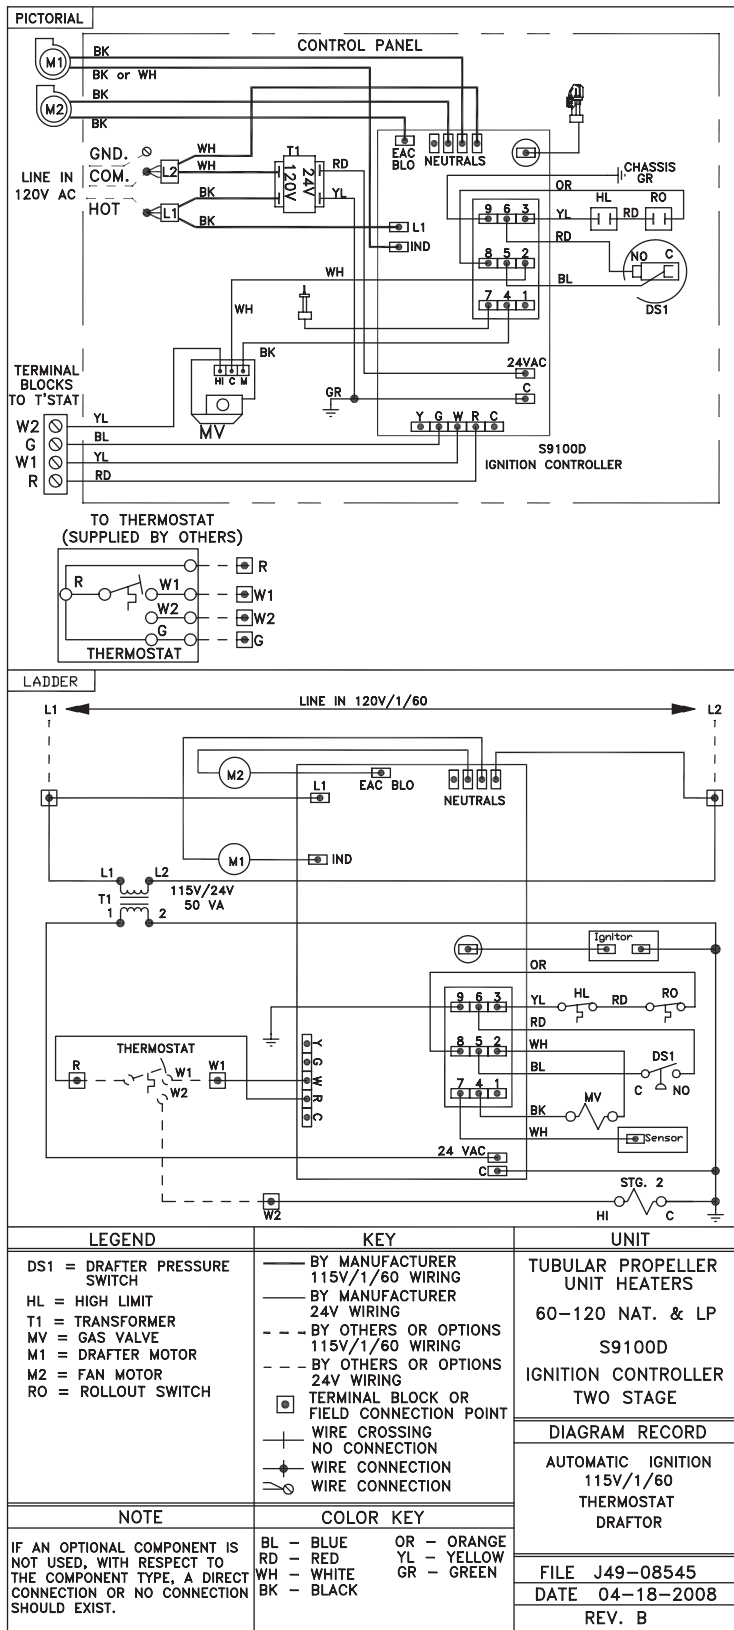 PICTORIAL
CONTROL PANEL
M1
BK
BK or WH
M2
BK
BK
GND.
COM.
LINE IN
120V AC
HOT
L2
L1
WH
WH
BK
BK
T1
120V
24V
RD
YL
EAC
BLO
NEUTRALS
CHASSIS
GR
OR
HL
RO
9 6 3
YL
RD
RD
L1
IND
8 5 2
NO C
BL
DS1
WH
WH
7 4 1
BK
HI C M
MV
24VAC
C
GR
TERMINAL
BLOCKS
TO T'STAT
W2
YL
G
BL
W1
YL
R
RD
Y G W R C
S9100D
IGNITION CONTROLLER
TO THERMOSTAT
(SUPPLIED BY OTHERS)
R
R
W1
W1
W2
W2
G
G
THERMOSTAT
LADDER
L1
LINE IN 120V/1/60
L2
M2
EAC BLO
NEUTRALS
L1
M1
IND
L1
L2
115V/24V
50 VA
T1
1
2
Ignitor
OR
9 6 3
YL
HL
RD
RO
RD
8 5 2
WH
BL
DS1
C
NO
7 4 1
BK
MV
WH
Sensor
THERMOSTAT
R
W1
W1
W2
Y
G
W
R
C
24 VAC
C
W2
STG. 2
HI
C
LEGEND
DS1 = DRAFTER PRESSURE
SWITCH
HL = HIGH LIMIT
T1 = TRANSFORMER
MV = GAS VALVE
M1 = DRAFTER MOTOR
M2 = FAN MOTOR
RO = ROLLOUT SWITCH
KEY
BY MANUFACTURER
115V/1/60 WIRING
BY MANUFACTURER
24V WIRING
BY OTHERS OR OPTIONS
115V/1/60 WIRING
BY OTHERS OR OPTIONS
24V WIRING
TERMINAL BLOCK OR
FIELD CONNECTION POINT
WIRE CROSSING
NO CONNECTION
WIRE CONNECTION
WIRE CONNECTION
UNIT
TUBULAR PROPELLER
UNIT HEATERS
60-120 NAT. & LP
S9100D
IGNITION CONTROLLER
TWO STAGE
DIAGRAM RECORD
AUTOMATIC IGNITION
115V/1/60
THERMOSTAT
DRAFTOR
NOTE
IF AN OPTIONAL COMPONENT IS
NOT USED, WITH RESPECT TO
THE COMPONENT TYPE, A DIRECT
CONNECTION OR NO CONNECTION
SHOULD EXIST.
COLOR KEY
BL - BLUE
RD - RED
WH - WHITE
BK - BLACK
OR - ORANGE
YL - YELLOW
GR - GREEN
FILE J49-08545
DATE 04-18-2008
REV. B